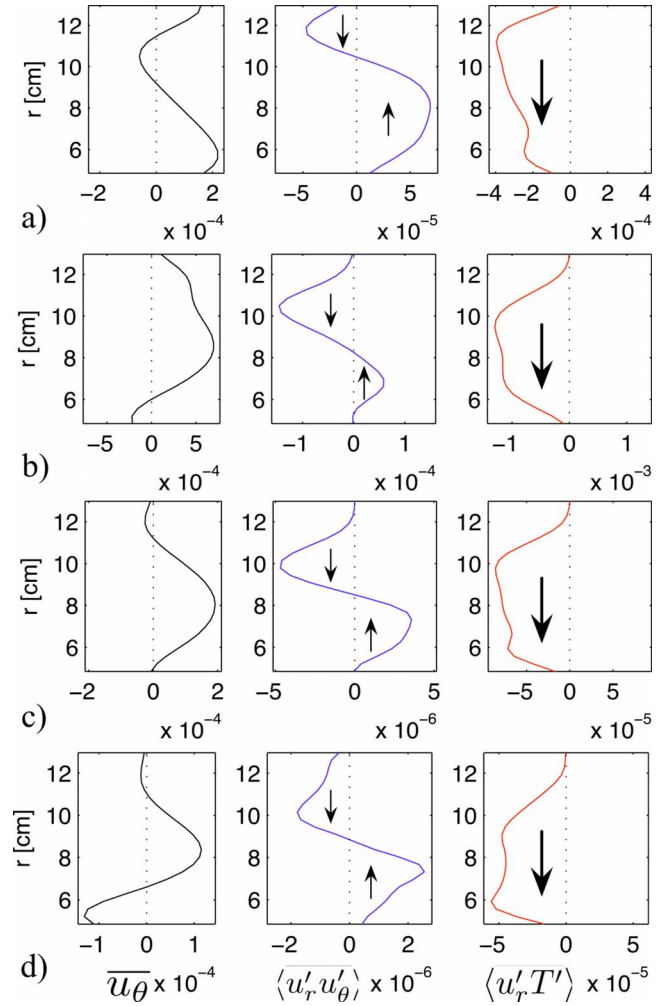 12
10
8
6
r [cm]
−2 0 2
−5 0 5
−4 −2 0 2 4
a)
x 10⁻⁴
x 10⁻⁵
x 10⁻⁴
12
10
8
6
r [cm]
−5 0 5
−1 0 1
−1 0 1
b)
x 10⁻⁴
x 10⁻⁴
x 10⁻³
12
10
8
6
r [cm]
−2 0 2
−5 0 5
−5 0 5
c)
x 10⁻⁴
x 10⁻⁶
x 10⁻⁵
12
10
8
6
r [cm]
−1 0 1
−2 0 2
−5 0 5
d) u̅_θ x 10⁻⁴ ⟨u′_r u′_θ⟩ x 10⁻⁶ ⟨u′_r T′⟩ x 10⁻⁵